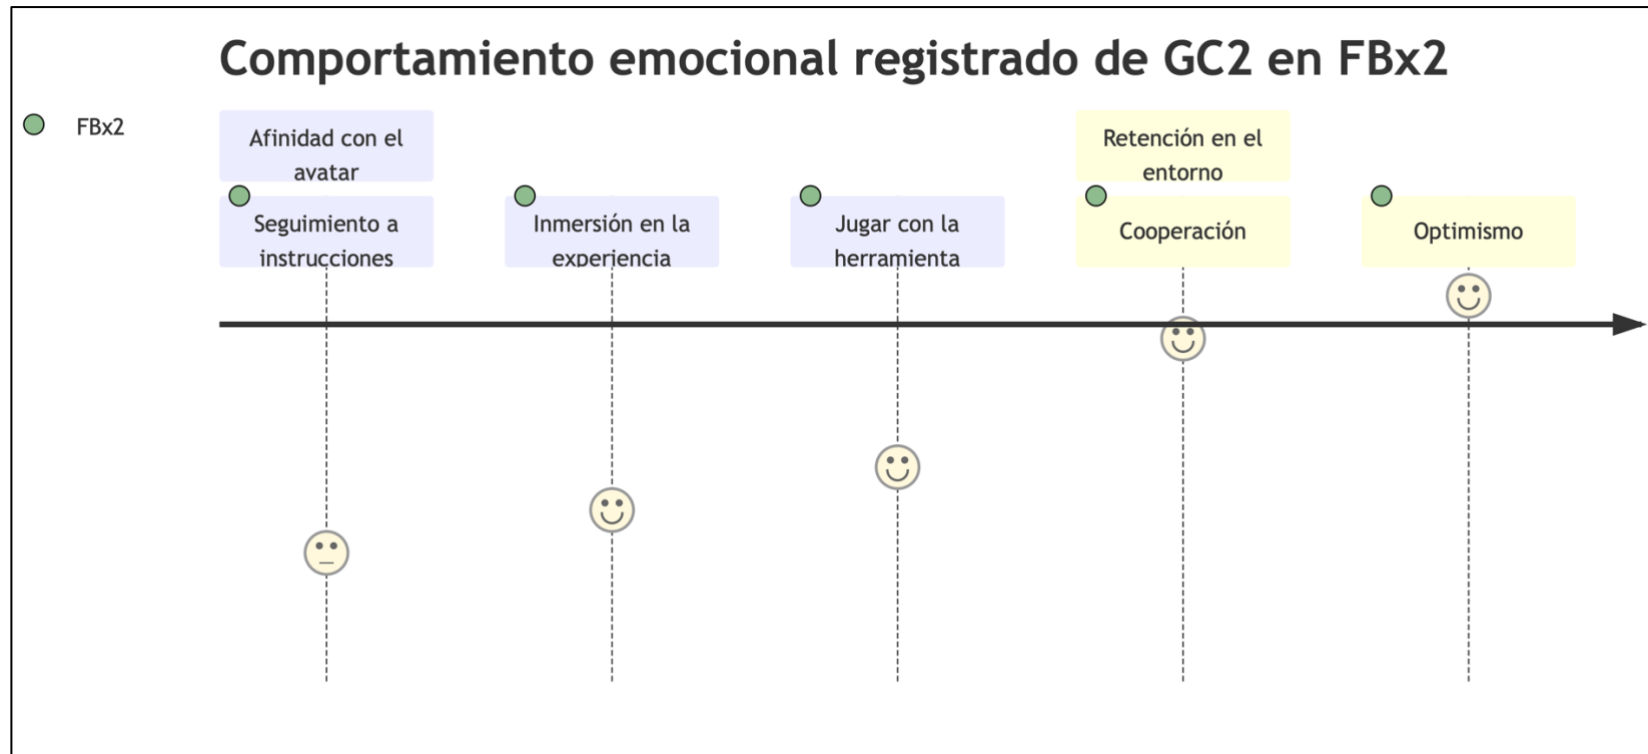 Comportamiento emocional registrado de GC2 en FBx2
FBx2
Afinidad con el
avatar
Retención en el
entorno
Seguimiento a
instrucciones
Inmersión en la
experiencia
Jugar con la
herramienta
Cooperación
Optimismo